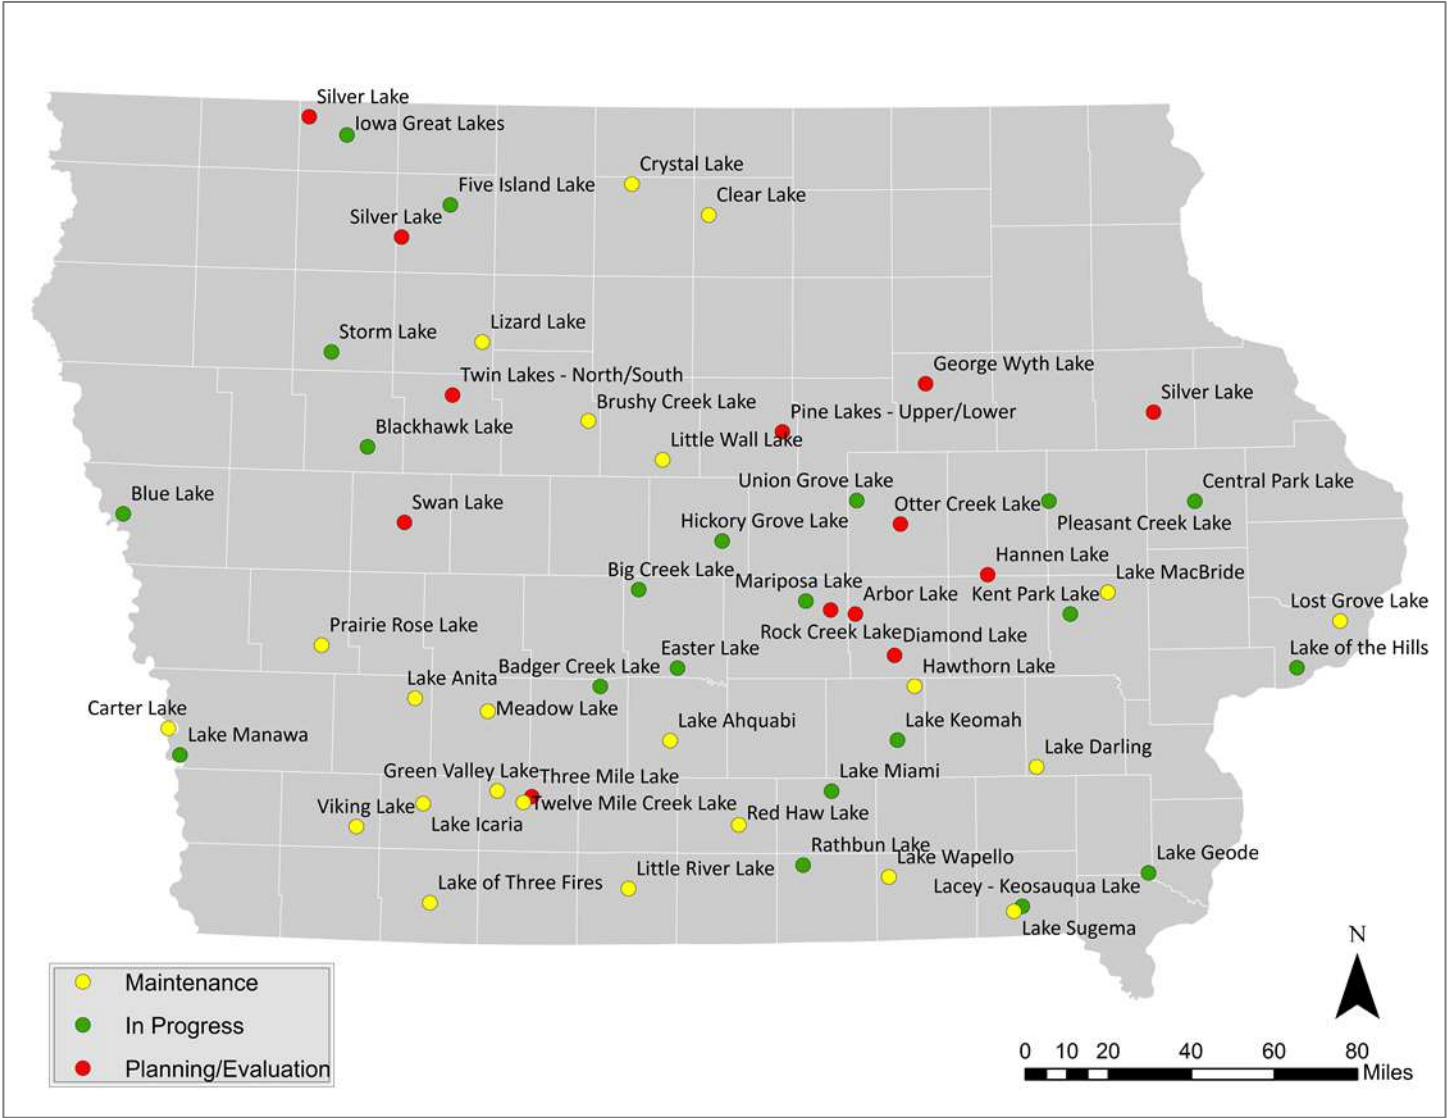 Silver Lake
Iowa Great Lakes
Crystal Lake
Five Island Lake
Clear Lake
Silver Lake
Lizard Lake
Storm Lake
George Wyth Lake
Twin Lakes - North/South
Silver Lake
Brushy Creek Lake
Pine Lakes - Upper/Lower
Blackhawk Lake
Little Wall Lake
Union Grove Lake
Central Park Lake
Blue Lake
Swan Lake
Otter Creek Lake
Hickory Grove Lake
Pleasant Creek Lake
Hannen Lake
Big Creek Lake
Mariposa Lake
Lake MacBride
Arbor Lake
Kent Park Lake
Lost Grove Lake
Prairie Rose Lake
Rock Creek Lake
Diamond Lake
Easter Lake
Lake of the Hills
Badger Creek Lake
Hawthorn Lake
Lake Anita
Carter Lake
Meadow Lake
Lake Ahquabi
Lake Keomah
Lake Manawa
Lake Darling
Green Valley Lake
Three Mile Lake
Lake Miami
Viking Lake
Twelve Mile Creek Lake
Red Haw Lake
Lake Icaria
Rathbun Lake
Lake Geode
Lake Wapello
Little River Lake
Lake of Three Fires
Lacey - Keosauqua Lake
Lake Sugema
N
Maintenance
In Progress
Planning/Evaluation
0 10 20 40 60 80
Miles